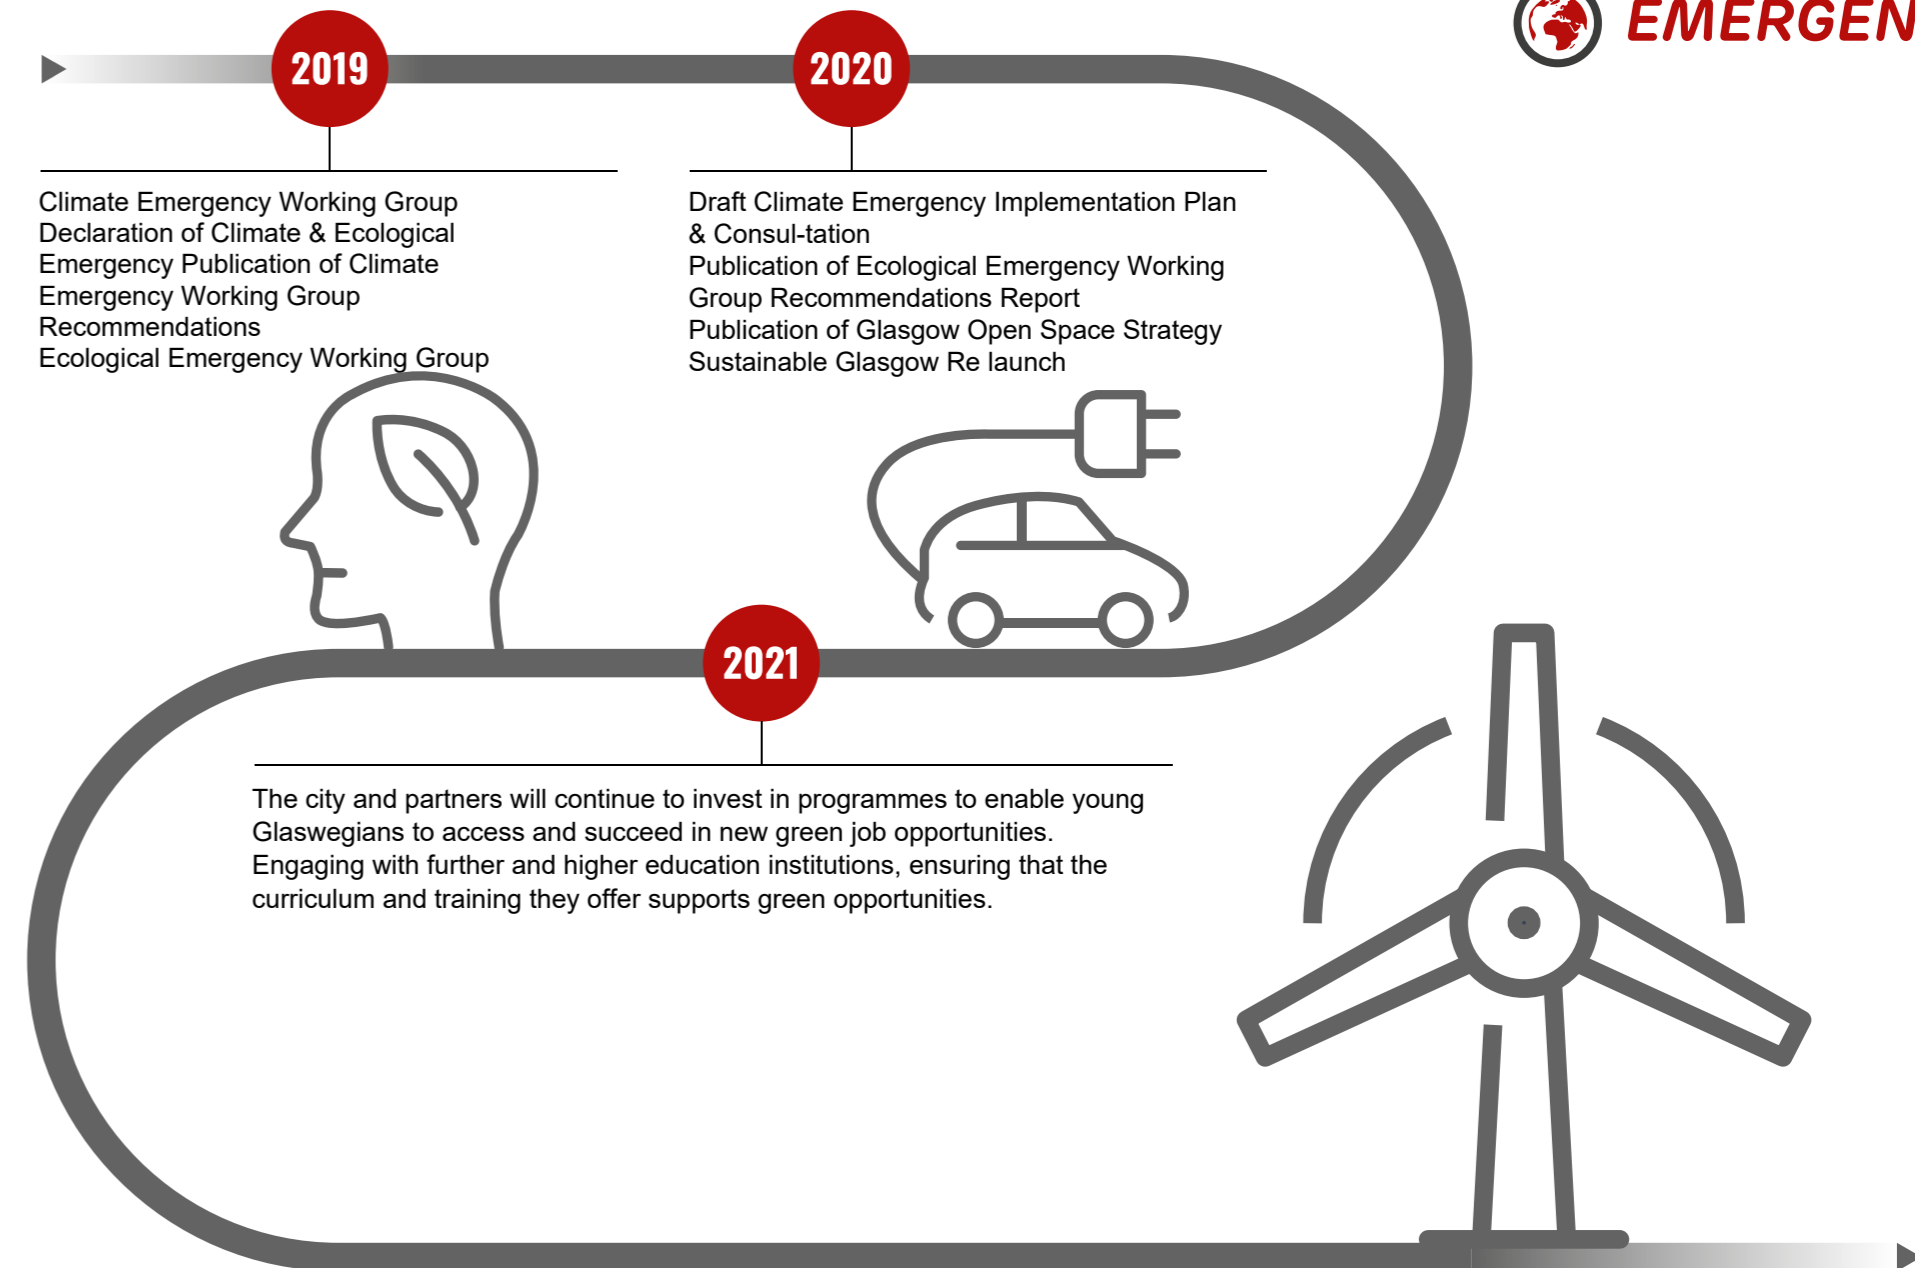 EMERGEN
2019
2020
Climate Emergency Working Group
Declaration of Climate & Ecological
Emergency Publication of Climate
Emergency Working Group
Recommendations
Ecological Emergency Working Group
Draft Climate Emergency Implementation Plan
& Consul-tation
Publication of Ecological Emergency Working
Group Recommendations Report
Publication of Glasgow Open Space Strategy
Sustainable Glasgow Re launch
2021
The city and partners will continue to invest in programmes to enable young
Glaswegians to access and succeed in new green job opportunities.
Engaging with further and higher education institutions, ensuring that the
curriculum and training they offer supports green opportunities.